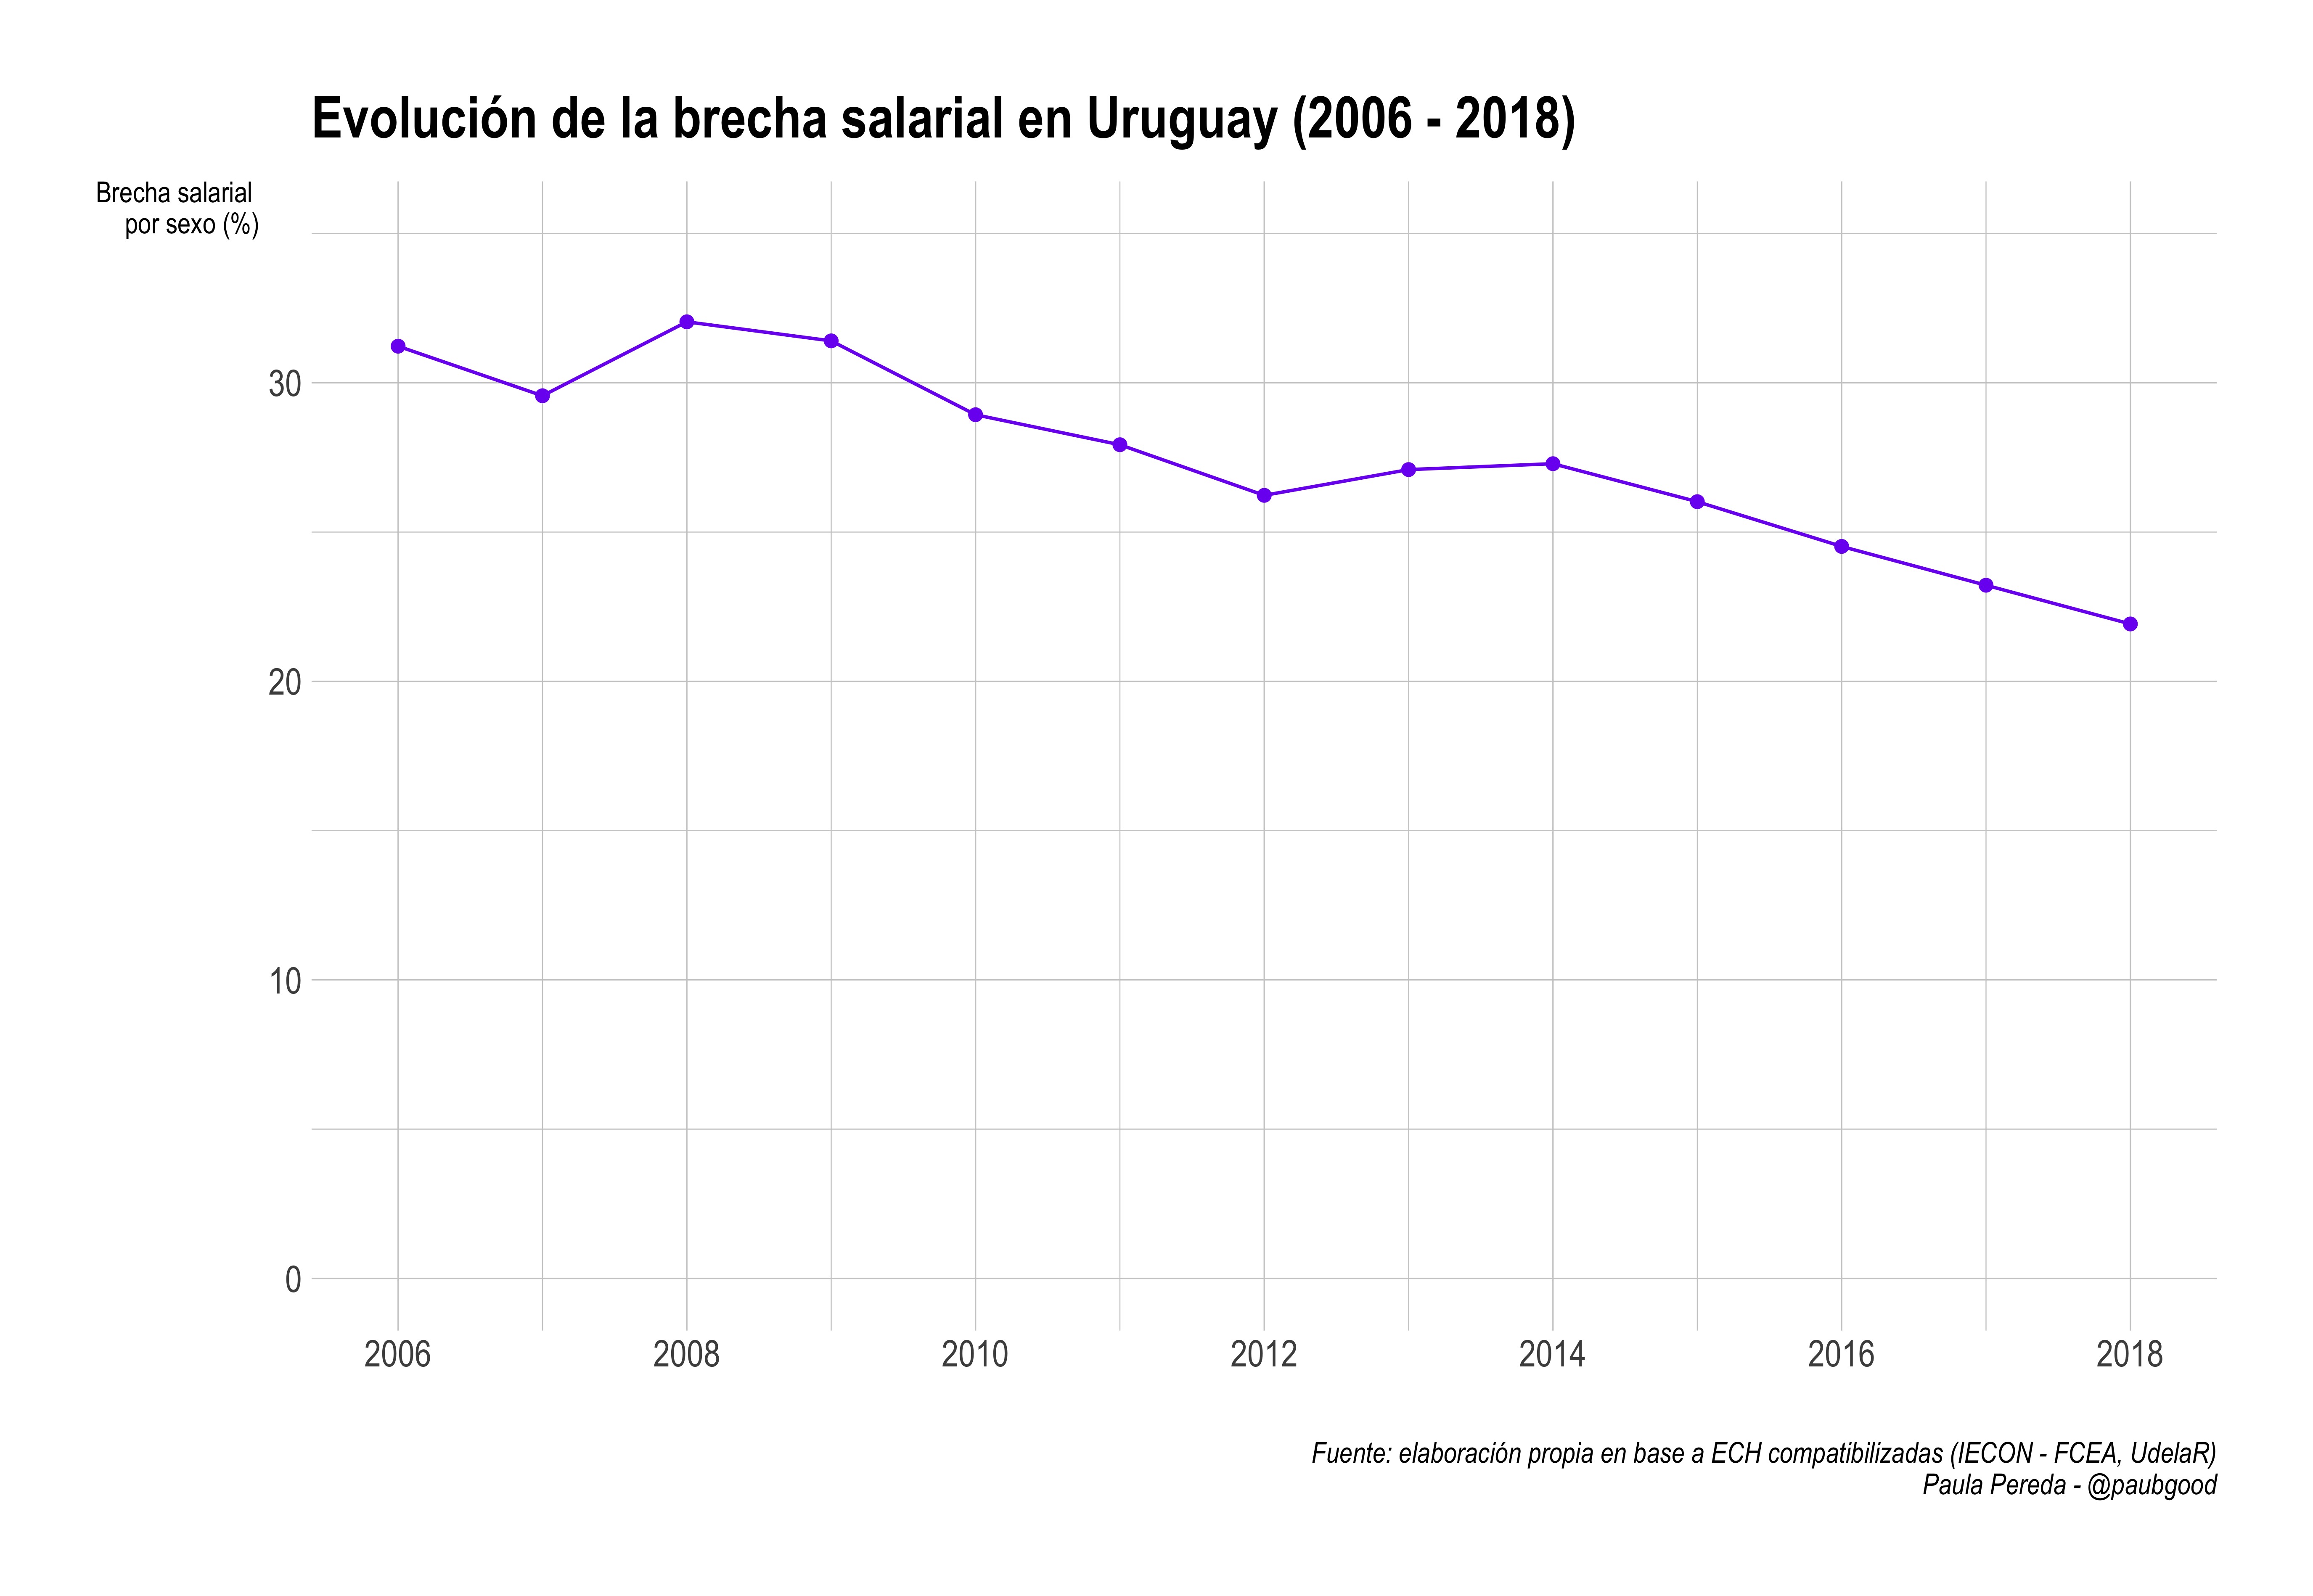 Evolución de la brecha salarial en Uruguay (2006 - 2018)
Brecha salarial
por sexo (%)
30
20
10
0
2006 2008 2010 2012 2014 2016 2018
Fuente: elaboración propia en base a ECH compatibilizadas (IECON - FCEA, UdelaR)
Paula Pereda - @paubgood